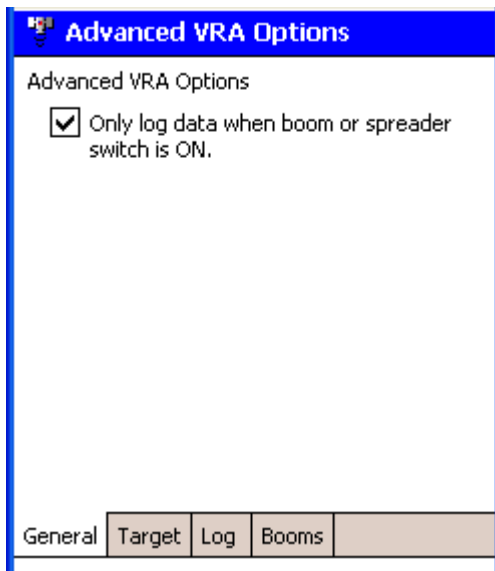 Advanced VRA Options
Advanced VRA Options
Only log data when boom or spreader
switch is ON.
General Target Log Booms